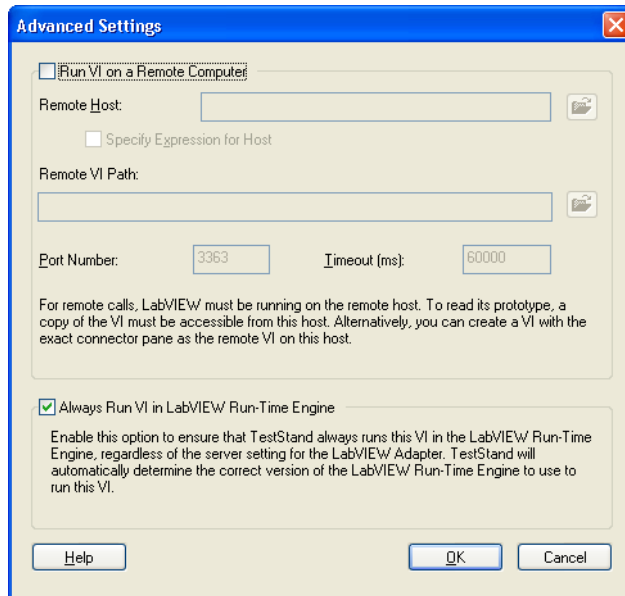 Advanced Settings
Run VI on a Remote Computer
Remote Host:
Specify Expression for Host
Remote VI Path:
Port Number: 3363 Timeout (ms): 60000
For remote calls, LabVIEW must be running on the remote host. To read its prototype, a
copy of the VI must be accessible from this host. Alternatively, you can create a VI with the
exact connector pane as the remote VI on this host.
Always Run VI in LabVIEW Run-Time Engine
Enable this option to ensure that TestStand always runs this VI in the LabVIEW Run-Time
Engine, regardless of the server setting for the LabVIEW Adapter. TestStand will
automatically determine the correct version of the LabVIEW Run-Time Engine to use to
run this VI.
Help OK Cancel